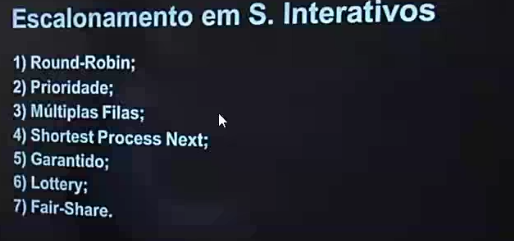 Escalonamento em S. Interativos
1) Round-Robin;
2) Prioridade;
3) Múltiplas Filas;
4) Shortest Process Next;
5) Garantido;
6) Lottery;
7) Fair-Share.